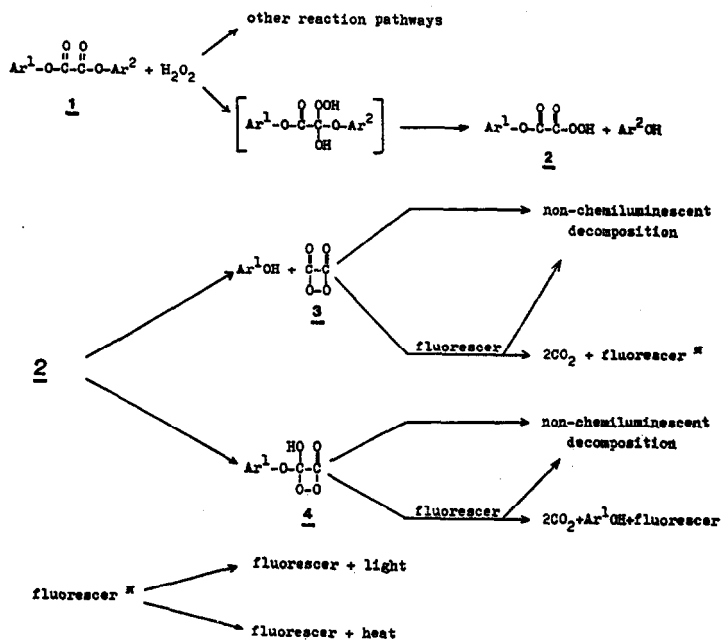 other reaction pathways
O O
Ar¹-O-C-C-O-Ar² + H₂O₂
1
O OOH
Ar¹-O-C-C-O-Ar²
OH
O O
Ar¹-O-C-C-OOH + Ar²OH
2
non-chemiluminescent
decomposition
O O
Ar¹OH + C-C
O-O
3
fluorescer
2CO₂ + fluorescer *
2
non-chemiluminescent
decomposition
HO O
Ar¹-O-C-C
O-O
4
fluorescer
2CO₂+Ar¹OH+fluorescer
fluorescer + light
fluorescer *
fluorescer + heat